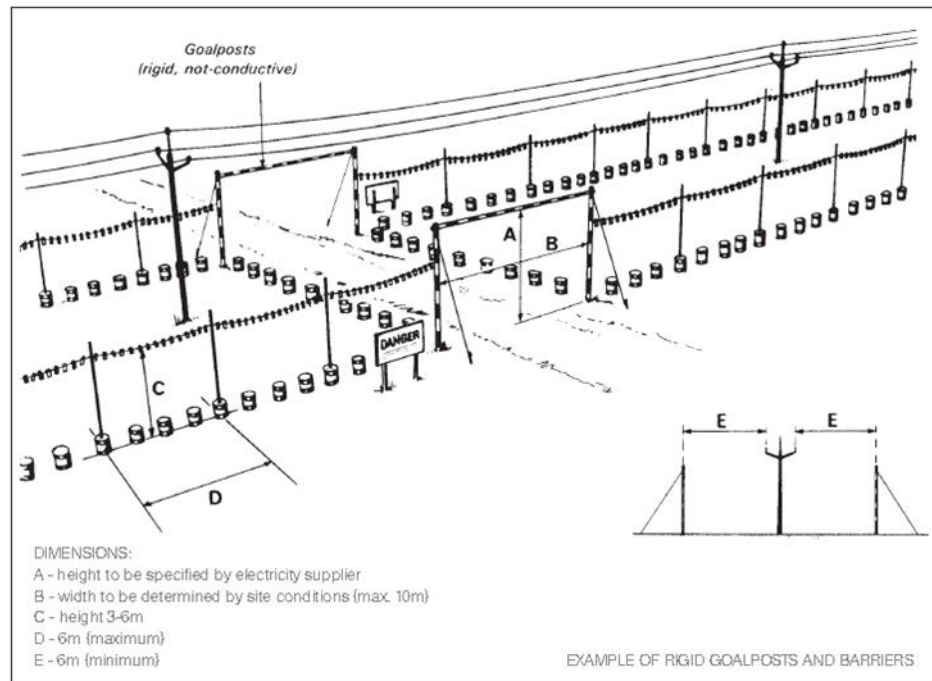 Goalposts
(rigid, not-conductive)
A
B
DANGER
C
D
E
E
DIMENSIONS:
A - height to be specified by electricity supplier
B - width to be determined by site conditions (max. 10m)
C - height 3-6m
D - 6m (maximum)
E - 6m (minimum)
EXAMPLE OF RIGID GOALPOSTS AND BARRIERS